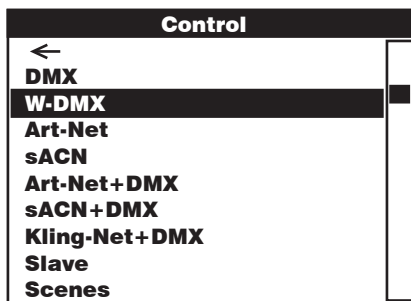 Control
←
DMX
W-DMX
Art-Net
sACN
Art-Net+DMX
sACN+DMX
Kling-Net+DMX
Slave
Scenes